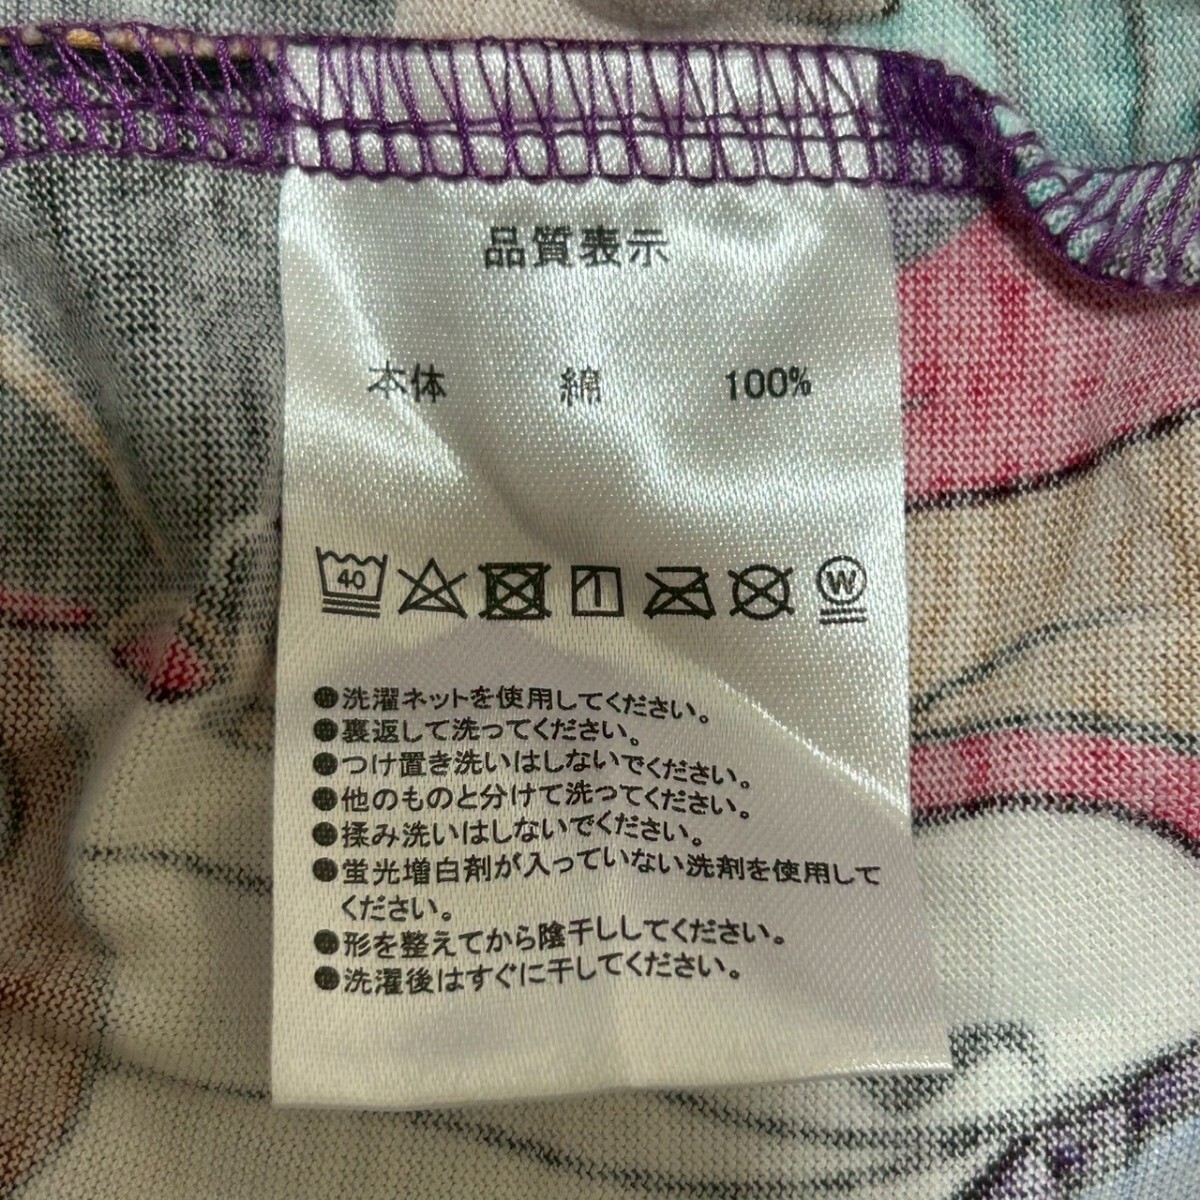 品質表示
本体 綿 100%
40 W
●洗濯ネットを使用してください。
●裏返して洗ってください。
●つけ置き洗いはしないでください。
●他のものと分けて洗ってください。
●揉み洗いはしないでください。
●蛍光増白剤が入っていない洗剤を使用して
ください。
●形を整えてから陰干ししてください。
●洗濯後はすぐに干してください。